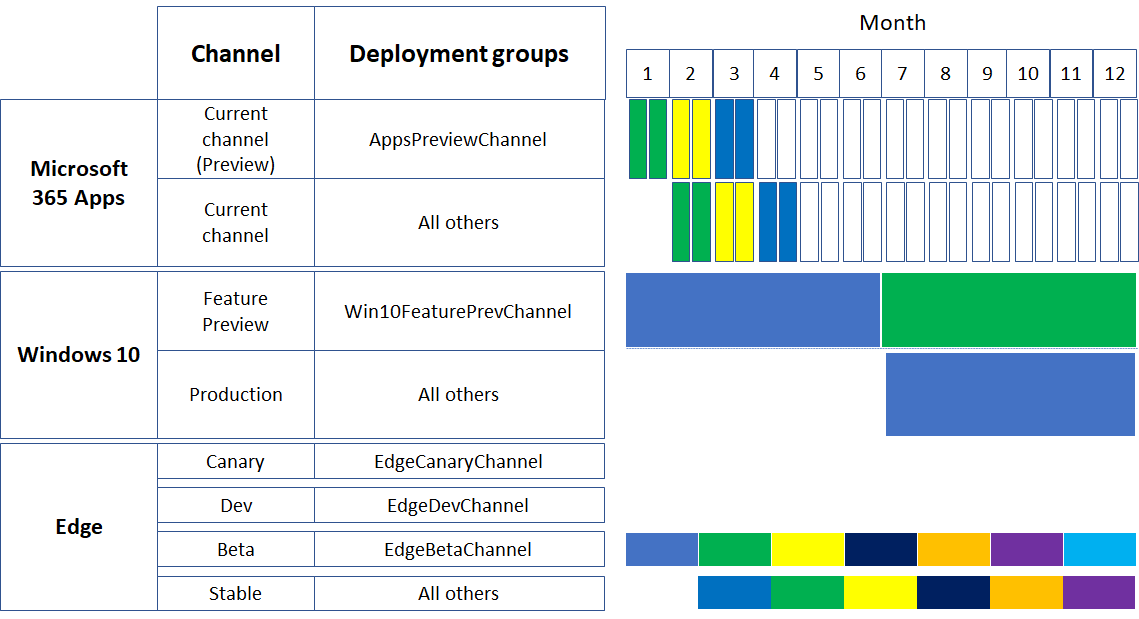 Month
Channel
Deployment groups
1 2 3 4 5 6 7 8 9 10 11 12
Microsoft
365 Apps
Current
channel
(Preview)
AppsPreviewChannel
Current
channel
All others
Windows 10
Feature
Preview
Win10FeaturePrevChannel
Production
All others
Edge
Canary
EdgeCanaryChannel
Dev
EdgeDevChannel
Beta
EdgeBetaChannel
Stable
All others